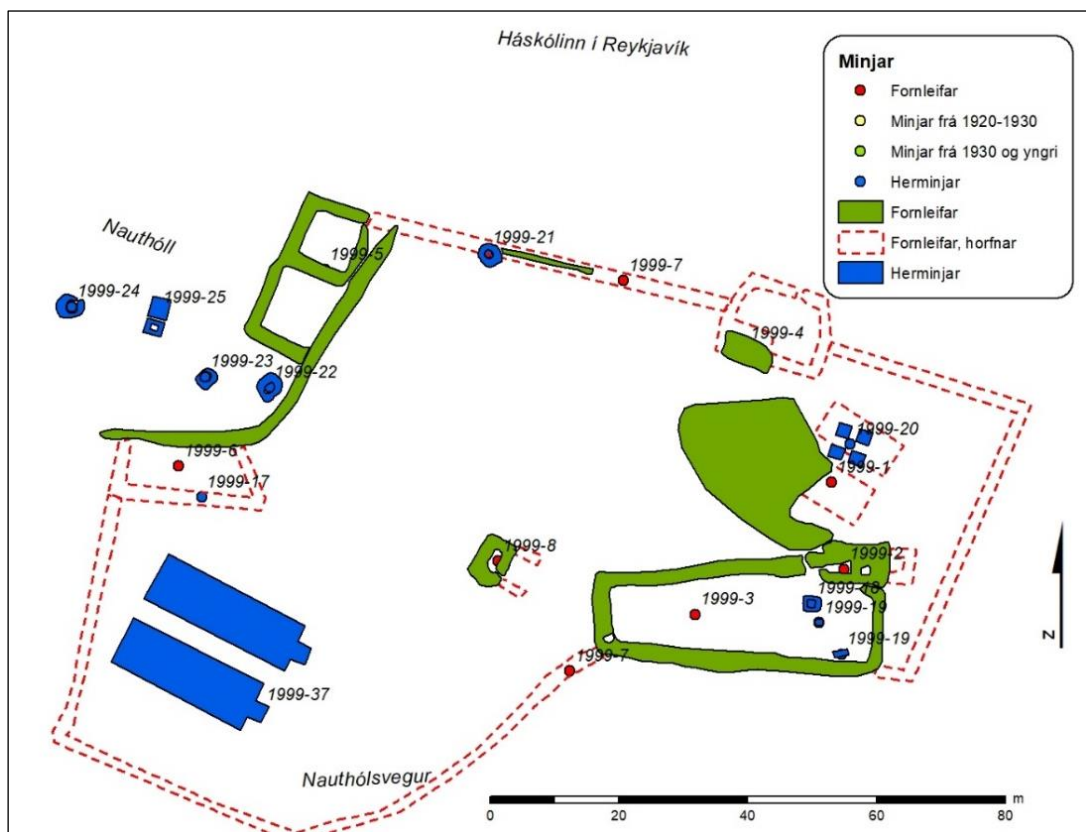 Háskólinn í Reykjavík
Minjar
Fornleifar
Minjar frá 1920-1930
Minjar frá 1930 og yngri
Herminjar
Fornleifar
Fornleifar, horfnar
Herminjar
Nauthóll
1999-5
1999-21
1999-7
1999-24
1999-25
1999-4
1999-23
1999-22
1999-20
1999-6
1999-1
1999-17
1999-8
1999-2
1999-18
1999-3
1999-19
1999-19
1999-7
1999-37
Nauthólsvegur
N
m
0 20 40 60 80